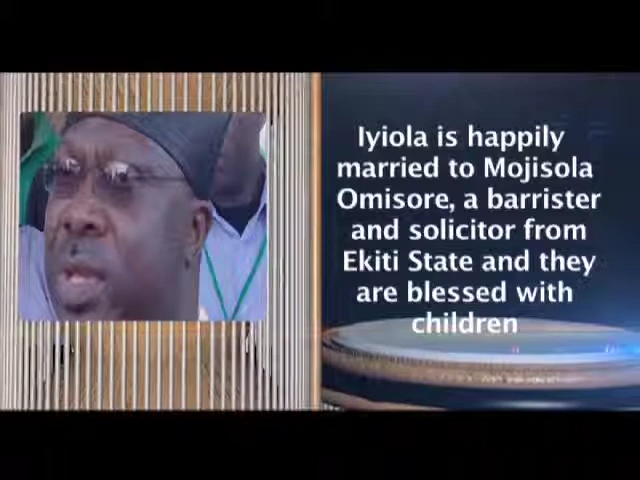 Iyiola is happily
married to Mojisola
Omisore, a barrister
and solicitor from
Ekiti State and they
are blessed with
children